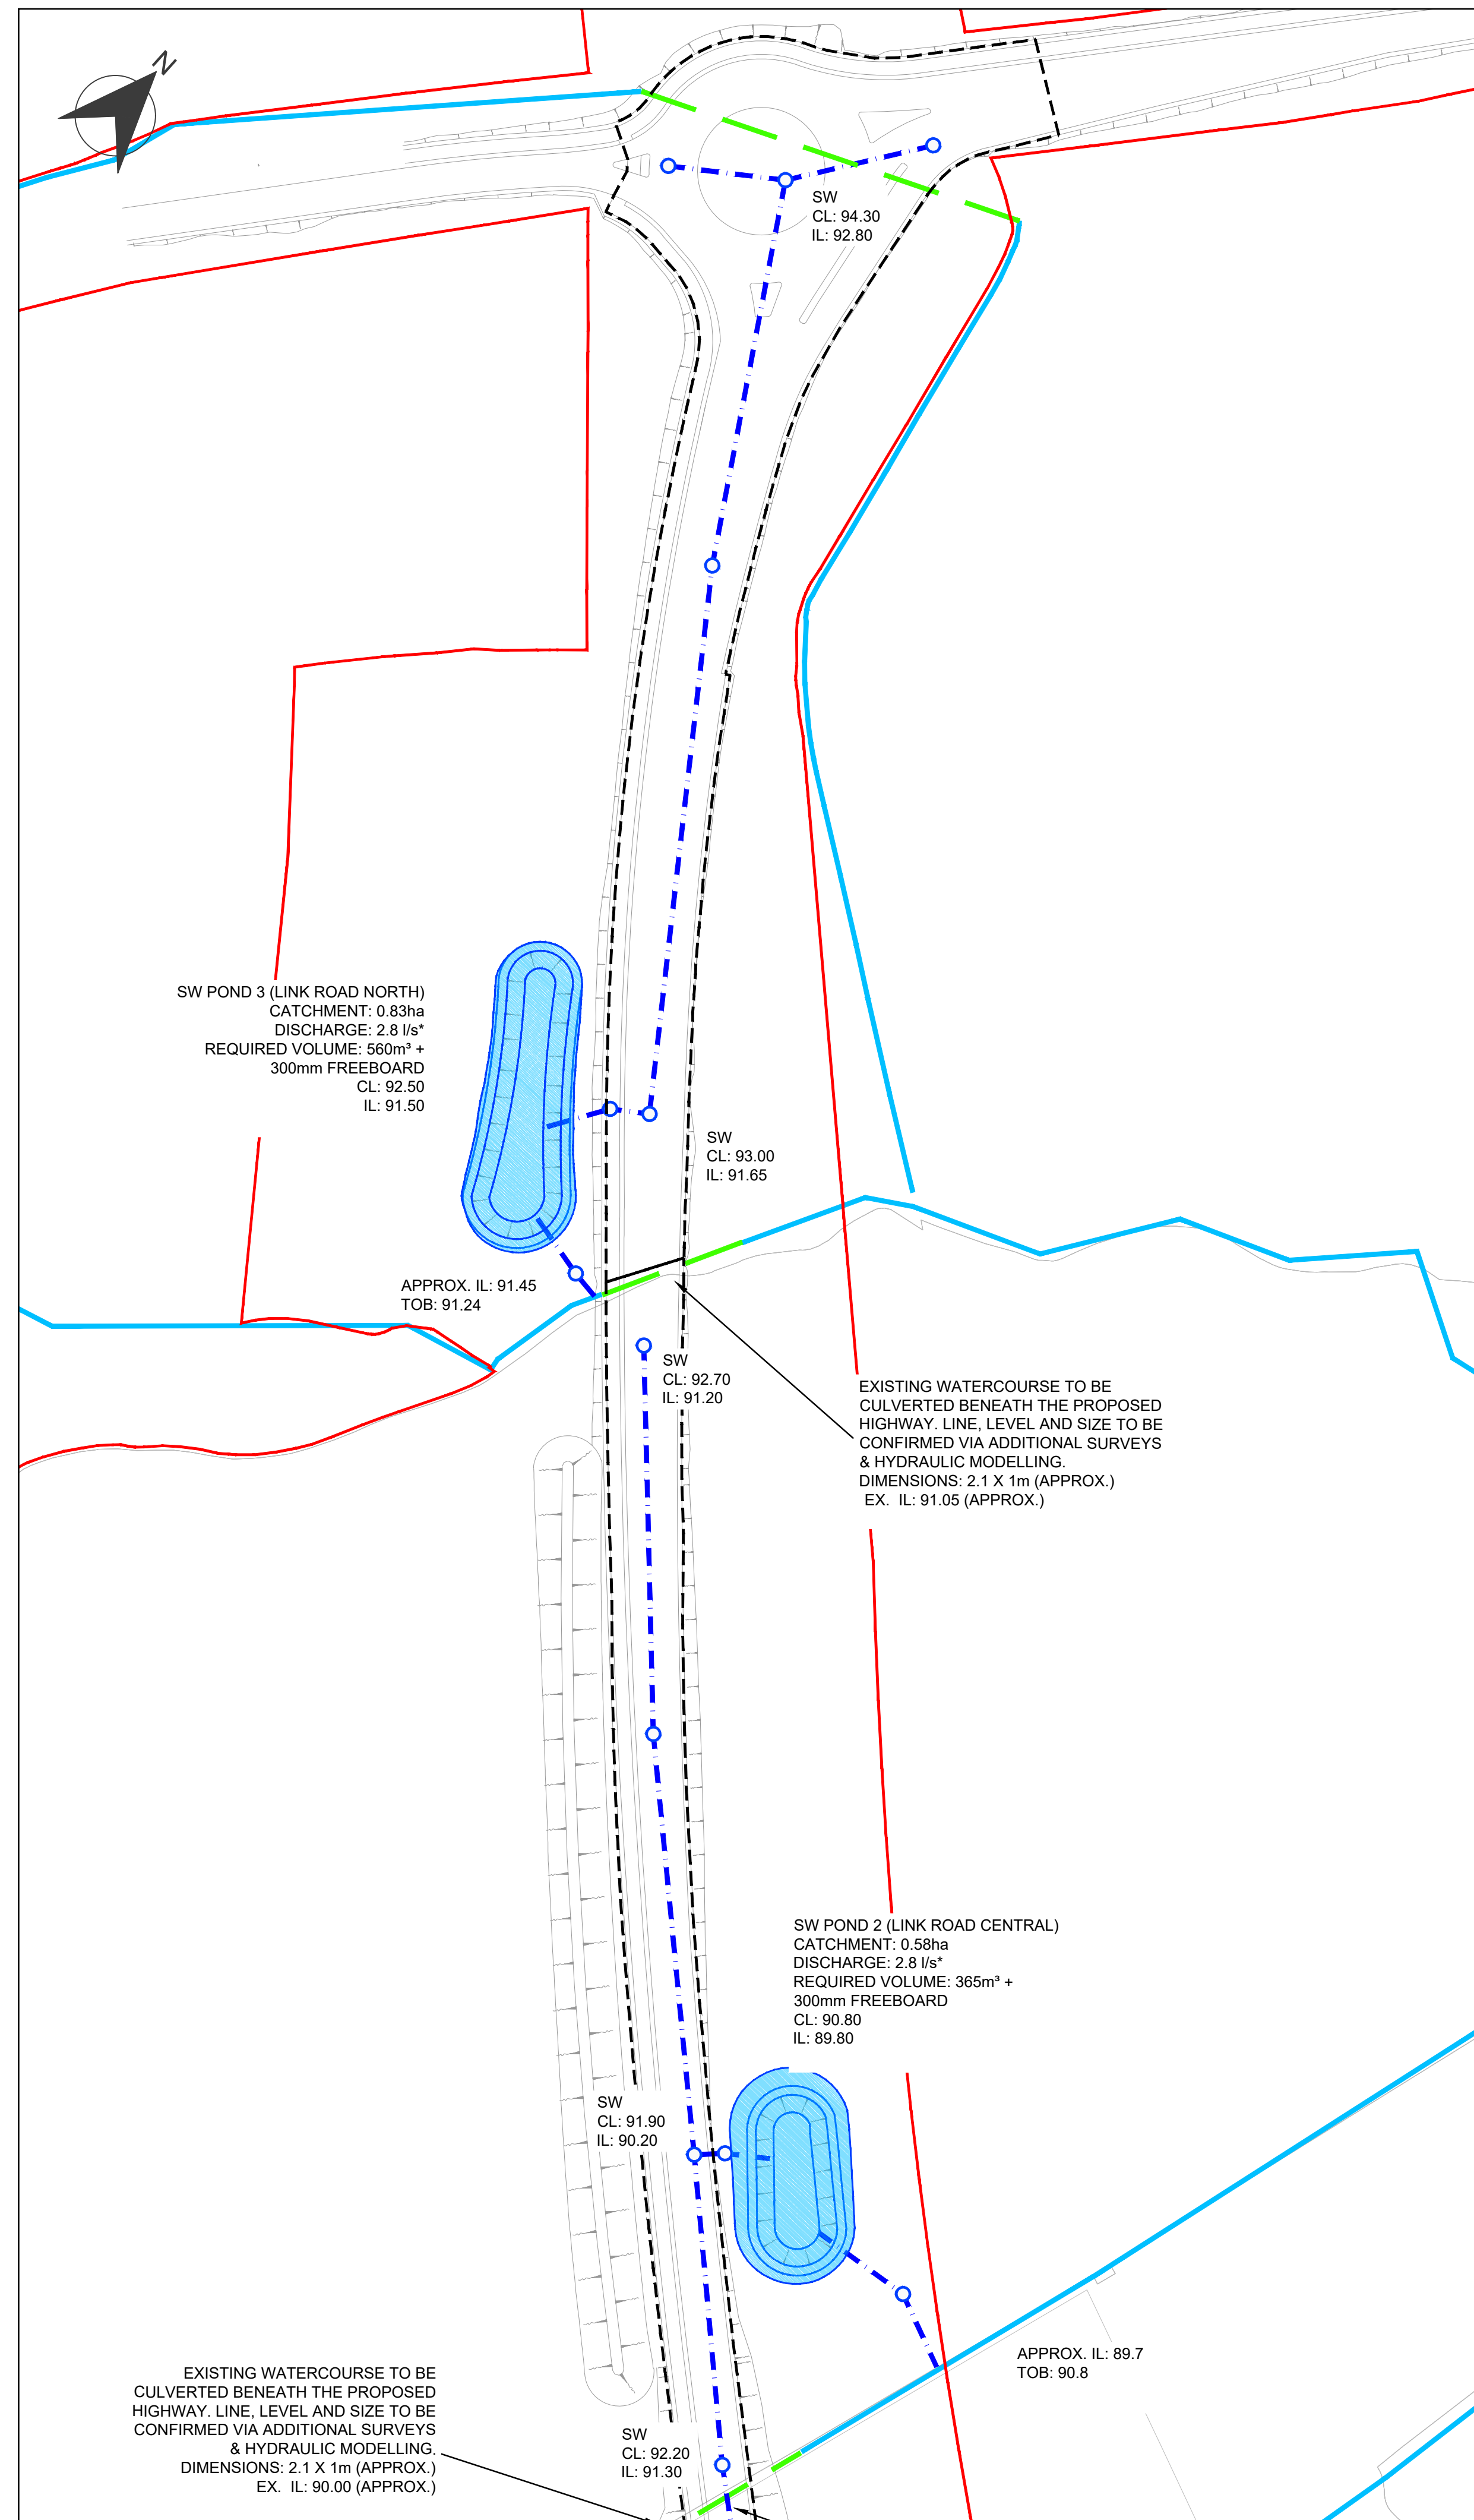 N
SW
CL: 94.30
IL: 92.80
SW POND 3 (LINK ROAD NORTH)
CATCHMENT: 0.83ha
DISCHARGE: 2.8 l/s*
REQUIRED VOLUME: 560m³ +
300mm FREEBOARD
CL: 92.50
IL: 91.50
SW
CL: 93.00
IL: 91.65
APPROX. IL: 91.45
TOB: 91.24
SW
CL: 92.70
IL: 91.20
EXISTING WATERCOURSE TO BE
CULVERTED BENEATH THE PROPOSED
HIGHWAY. LINE, LEVEL AND SIZE TO BE
CONFIRMED VIA ADDITIONAL SURVEYS
& HYDRAULIC MODELLING.
DIMENSIONS: 2.1 X 1m (APPROX.)
EX. IL: 91.05 (APPROX.)
SW POND 2 (LINK ROAD CENTRAL)
CATCHMENT: 0.58ha
DISCHARGE: 2.8 l/s*
REQUIRED VOLUME: 365m³ +
300mm FREEBOARD
CL: 90.80
IL: 89.80
SW
CL: 91.90
IL: 90.20
APPROX. IL: 89.7
TOB: 90.8
EXISTING WATERCOURSE TO BE
CULVERTED BENEATH THE PROPOSED
HIGHWAY. LINE, LEVEL AND SIZE TO BE
CONFIRMED VIA ADDITIONAL SURVEYS
& HYDRAULIC MODELLING.
DIMENSIONS: 2.1 X 1m (APPROX.)
EX. IL: 90.00 (APPROX.)
SW
CL: 92.20
IL: 91.30